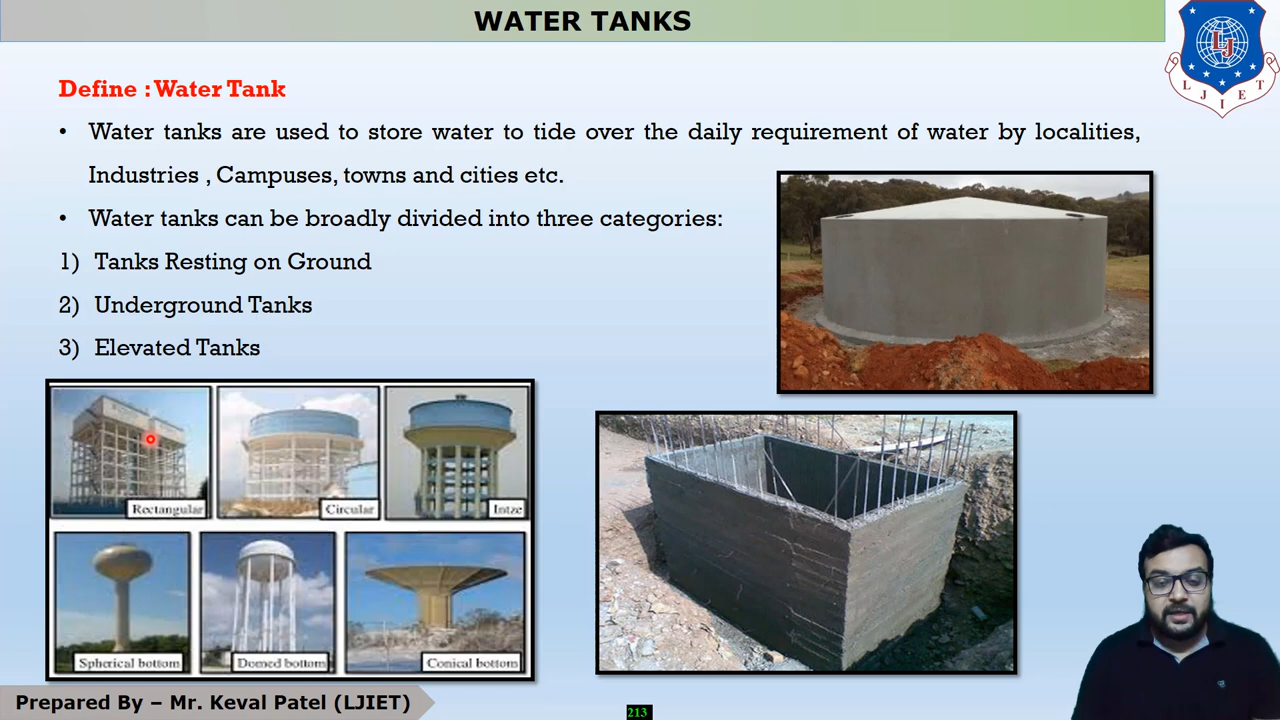 WATER TANKS
LJ
L J I E T
Define : Water Tank
• Water tanks are used to store water to tide over the daily requirement of water by localities,
Industries , Campuses, towns and cities etc.
• Water tanks can be broadly divided into three categories:
1) Tanks Resting on Ground
2) Underground Tanks
3) Elevated Tanks
Rectangular
Circular
Intze
Spherical bottom
Domed bottom
Conical bottom
Prepared By – Mr. Keval Patel (LJIET)
213